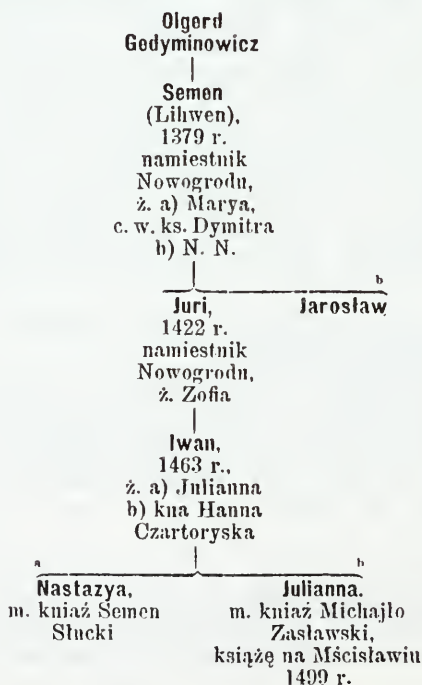 Olgerd
Gedyminowicz
Semen
(Lihwen),
1379 r.
namiestnik
Nowogrodu,
ż. a) Marya,
c. w. ks. Dymitra
b) N. N.
b
Juri,
1422 r.
namiestnik
Nowogrodu,
ż. Zofia
Jarosław
Iwan,
1463 r.,
ż. a) Julianna
b) kna Hanna
Czartoryska
a
Nastazya,
m. kniaź Semen
Słucki
b
Julianna.
m. kniaź Michajło
Zasławski,
książę na Mścisławiu
1499 r.